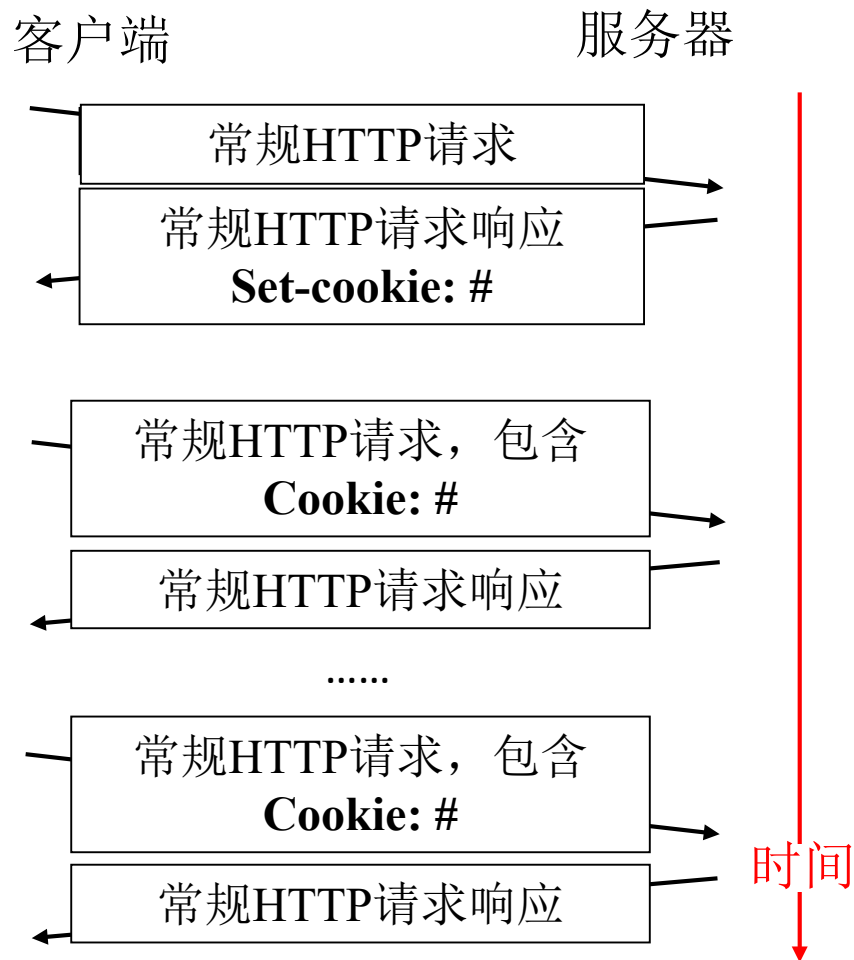 客户端
服务器
常规HTTP请求
常规HTTP请求响应
Set-cookie: #
常规HTTP请求，包含
Cookie: #
常规HTTP请求响应
……
常规HTTP请求，包含
Cookie: #
时间
常规HTTP请求响应